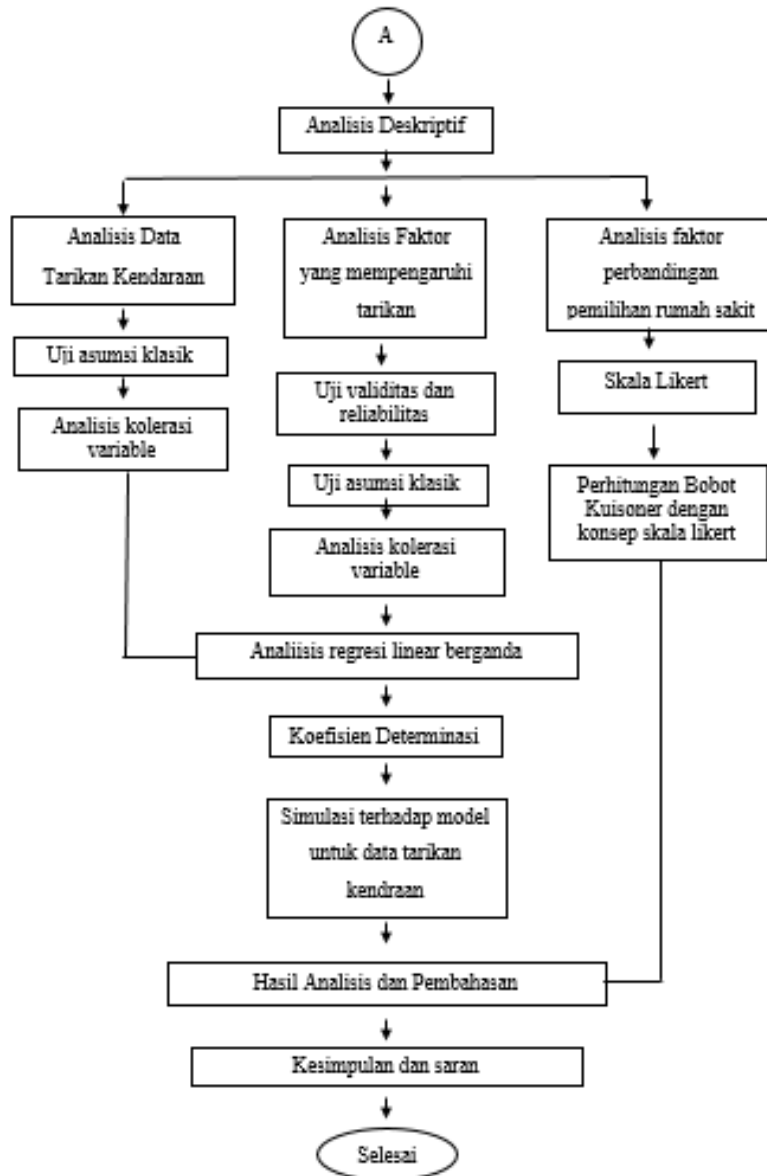 A
Analisis Deskriptif
Analisis Data
Tarikan Kendaraan
Uji asumsi klasik
Analisis kolerasi
variable
Analisis Faktor
yang mempengaruhi
tarikan
Uji validitas dan
reliabilitas
Uji asumsi klasik
Analisis kolerasi
variable
Analisis faktor
perbandingan
pemilihan rumah sakit
Skala Likert
Perhitungan Bobot
Kuisoner dengan
konsep skala likert
Analiisis regresi linear berganda
Koefisien Determinasi
Simulasi terhadap model
untuk data tarikan
kendraan
Hasil Analisis dan Pembahasan
Kesimpulan dan saran
Selesai